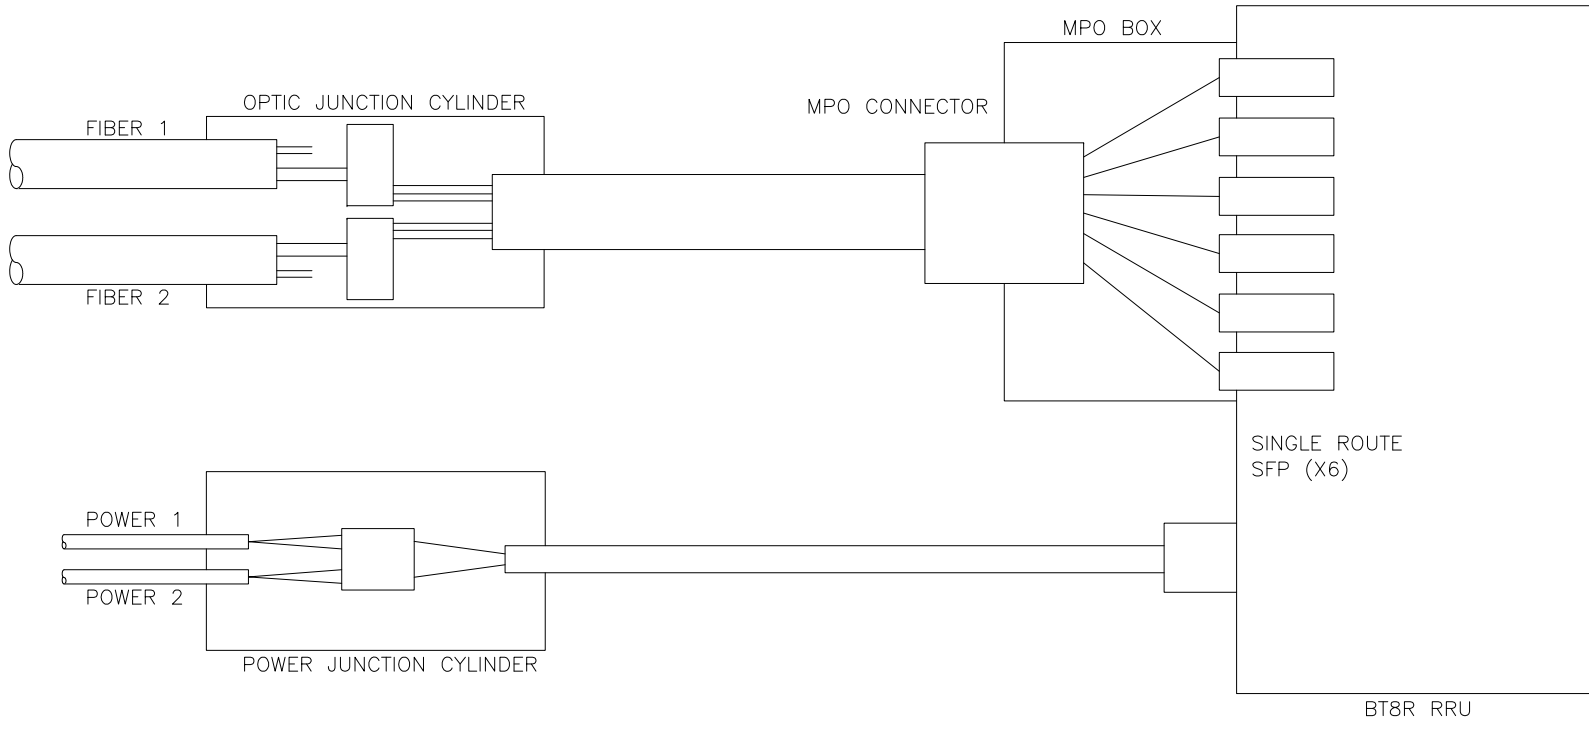 MPO BOX
OPTIC JUNCTION CYLINDER
MPO CONNECTOR
FIBER 1
FIBER 2
SINGLE ROUTE
SFP (X6)
POWER 1
POWER 2
POWER JUNCTION CYLINDER
BT8R RRU